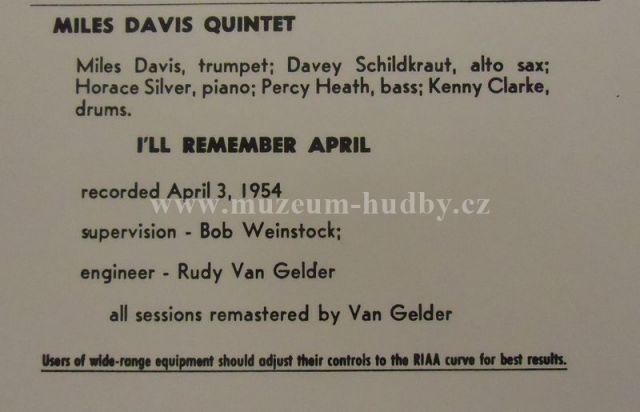 MILES DAVIS QUINTET
Miles Davis, trumpet; Davey Schildkraut, alto sax;
Horace Silver, piano; Percy Heath, bass; Kenny Clarke,
drums.
I'LL REMEMBER APRIL
recorded April 3, 1954
www.muzeum-hudby.cz
supervision - Bob Weinstock;
engineer - Rudy Van Gelder
all sessions remastered by Van Gelder
Users of wide-range equipment should adjust their controls to the RIAA curve for best results.